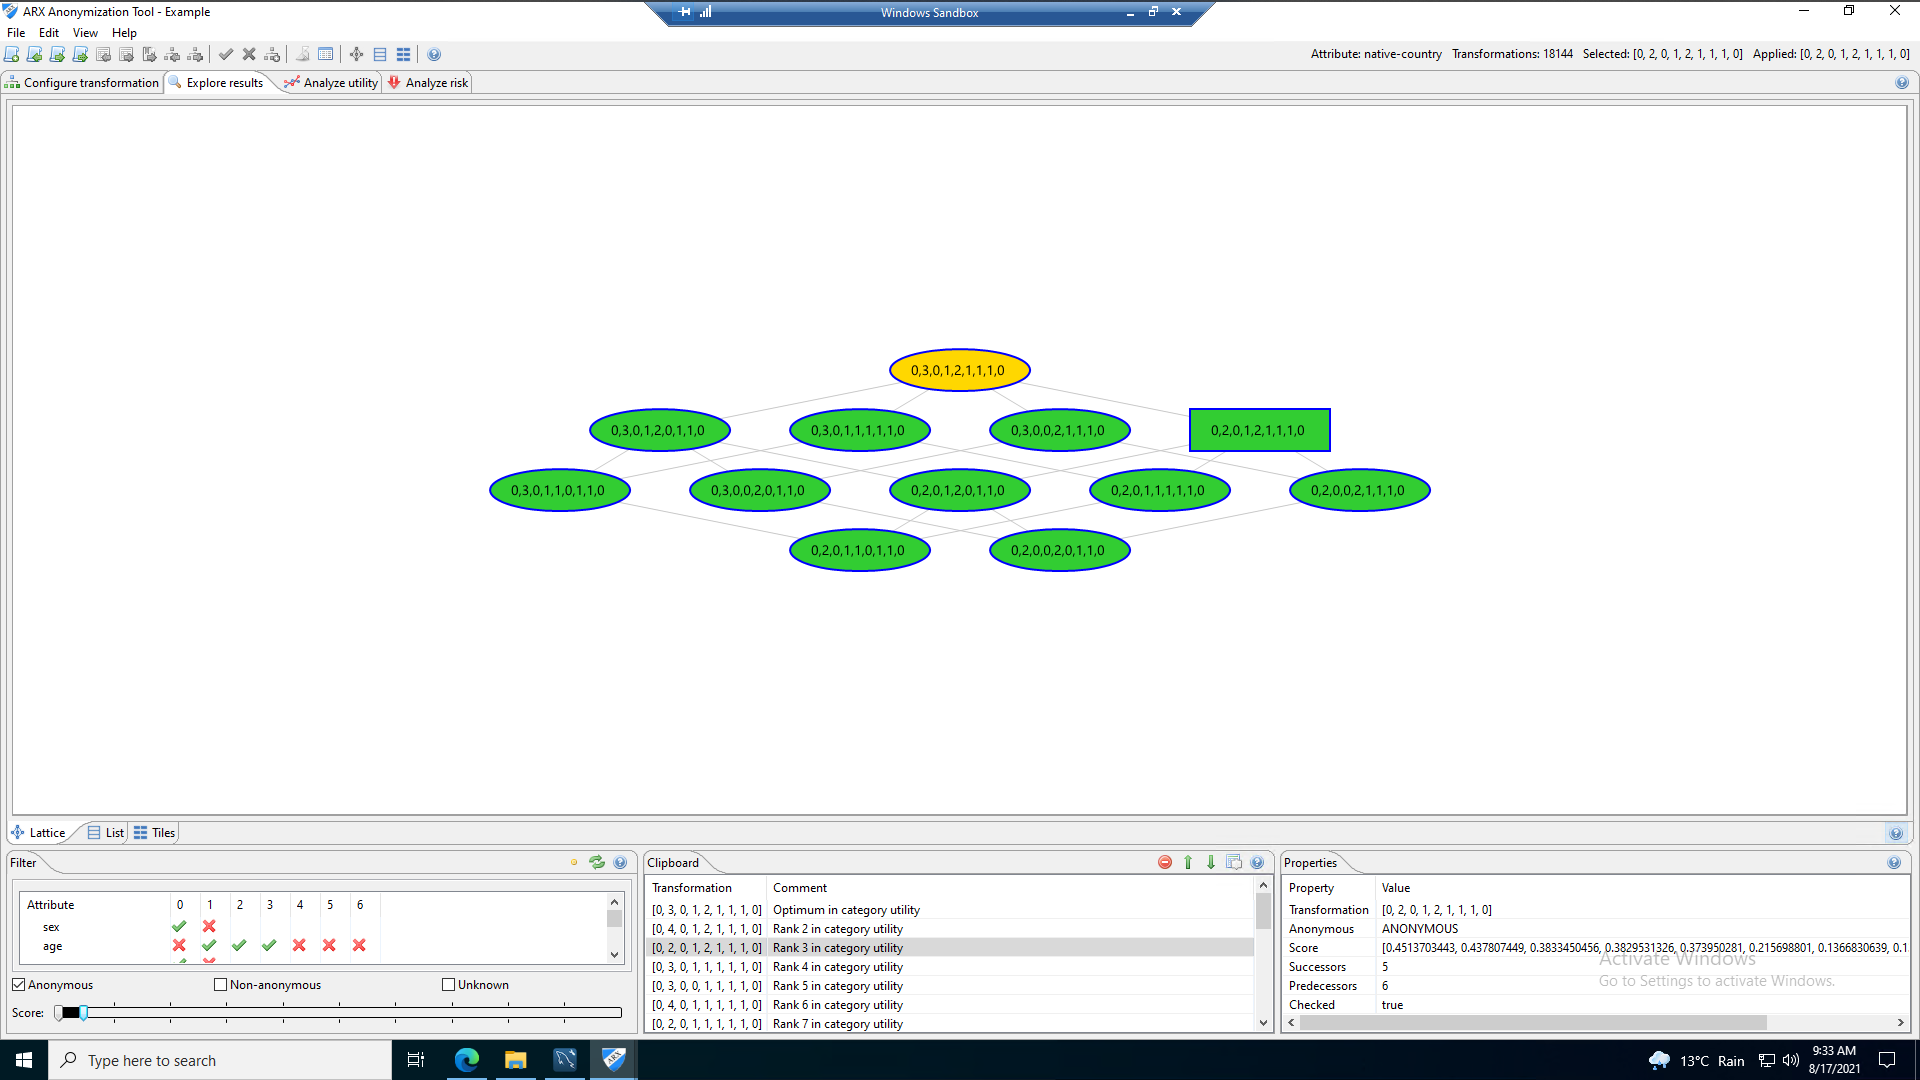 ARX Anonymization Tool - Example
Windows Sandbox
File Edit View Help
Attribute: native-country Transformations: 18144 Selected: [0, 2, 0, 1, 2, 1, 1, 1, 0] Applied: [0, 2, 0, 1, 2, 1, 1, 1, 0]
Configure transformation Explore results Analyze utility Analyze risk
0,3,0,1,2,1,1,1,0
0,3,0,1,2,0,1,1,0 0,3,0,1,1,1,1,1,0 0,3,0,0,2,1,1,1,0 0,2,0,1,2,1,1,1,0
0,3,0,1,1,0,1,1,0 0,3,0,0,2,0,1,1,0 0,2,0,1,2,0,1,1,0 0,2,0,1,1,1,1,1,0 0,2,0,0,2,1,1,1,0
0,2,0,1,1,0,1,1,0 0,2,0,0,2,0,1,1,0
Lattice List Tiles
Filter
Attribute 0 1 2 3 4 5 6
sex
age
Anonymous Non-anonymous Unknown
Score:
Clipboard
Transformation Comment
[0, 3, 0, 1, 2, 1, 1, 1, 0] Optimum in category utility
[0, 4, 0, 1, 2, 1, 1, 1, 0] Rank 2 in category utility
[0, 2, 0, 1, 2, 1, 1, 1, 0] Rank 3 in category utility
[0, 3, 0, 1, 1, 1, 1, 1, 0] Rank 4 in category utility
[0, 3, 0, 0, 1, 1, 1, 1, 0] Rank 5 in category utility
[0, 4, 0, 1, 1, 1, 1, 1, 0] Rank 6 in category utility
[0, 2, 0, 1, 1, 1, 1, 1, 0] Rank 7 in category utility
Properties
Property Value
Transformation [0, 2, 0, 1, 2, 1, 1, 1, 0]
Anonymous ANONYMOUS
Score [0.4513703443, 0.437807449, 0.3833450456, 0.3829531326, 0.373950281, 0.215698801, 0.1366830639, 0.1
Successors 5
Predecessors 6
Checked true
Activate Windows
Go to Settings to activate Windows.
Type here to search
ARX
13°C Rain
9:33 AM
8/17/2021